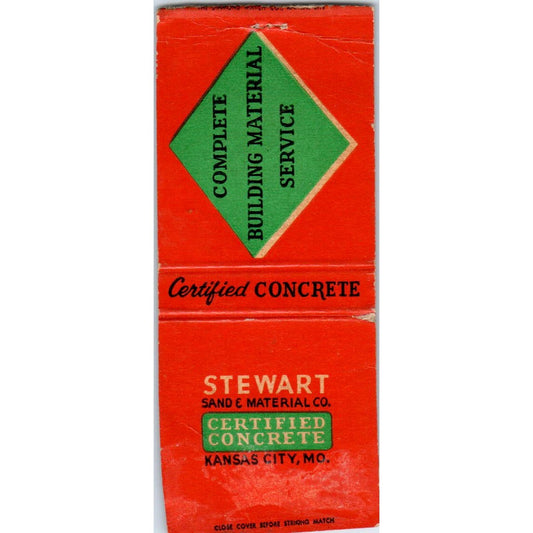 COMPLETE
BUILDING MATERIAL
SERVICE
Certified CONCRETE
STEWART
SAND & MATERIAL CO.
CERTIFIED
CONCRETE
KANSAS CITY, MO.
CLOSE COVER BEFORE STRIKING MATCH